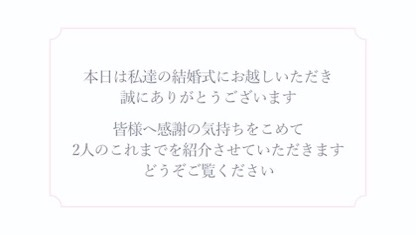 本日は私達の結婚式にお越しいただき
誠にありがとうございます
皆様へ感謝の気持ちをこめて
2人のこれまでを紹介させていただきます
どうぞご覧ください